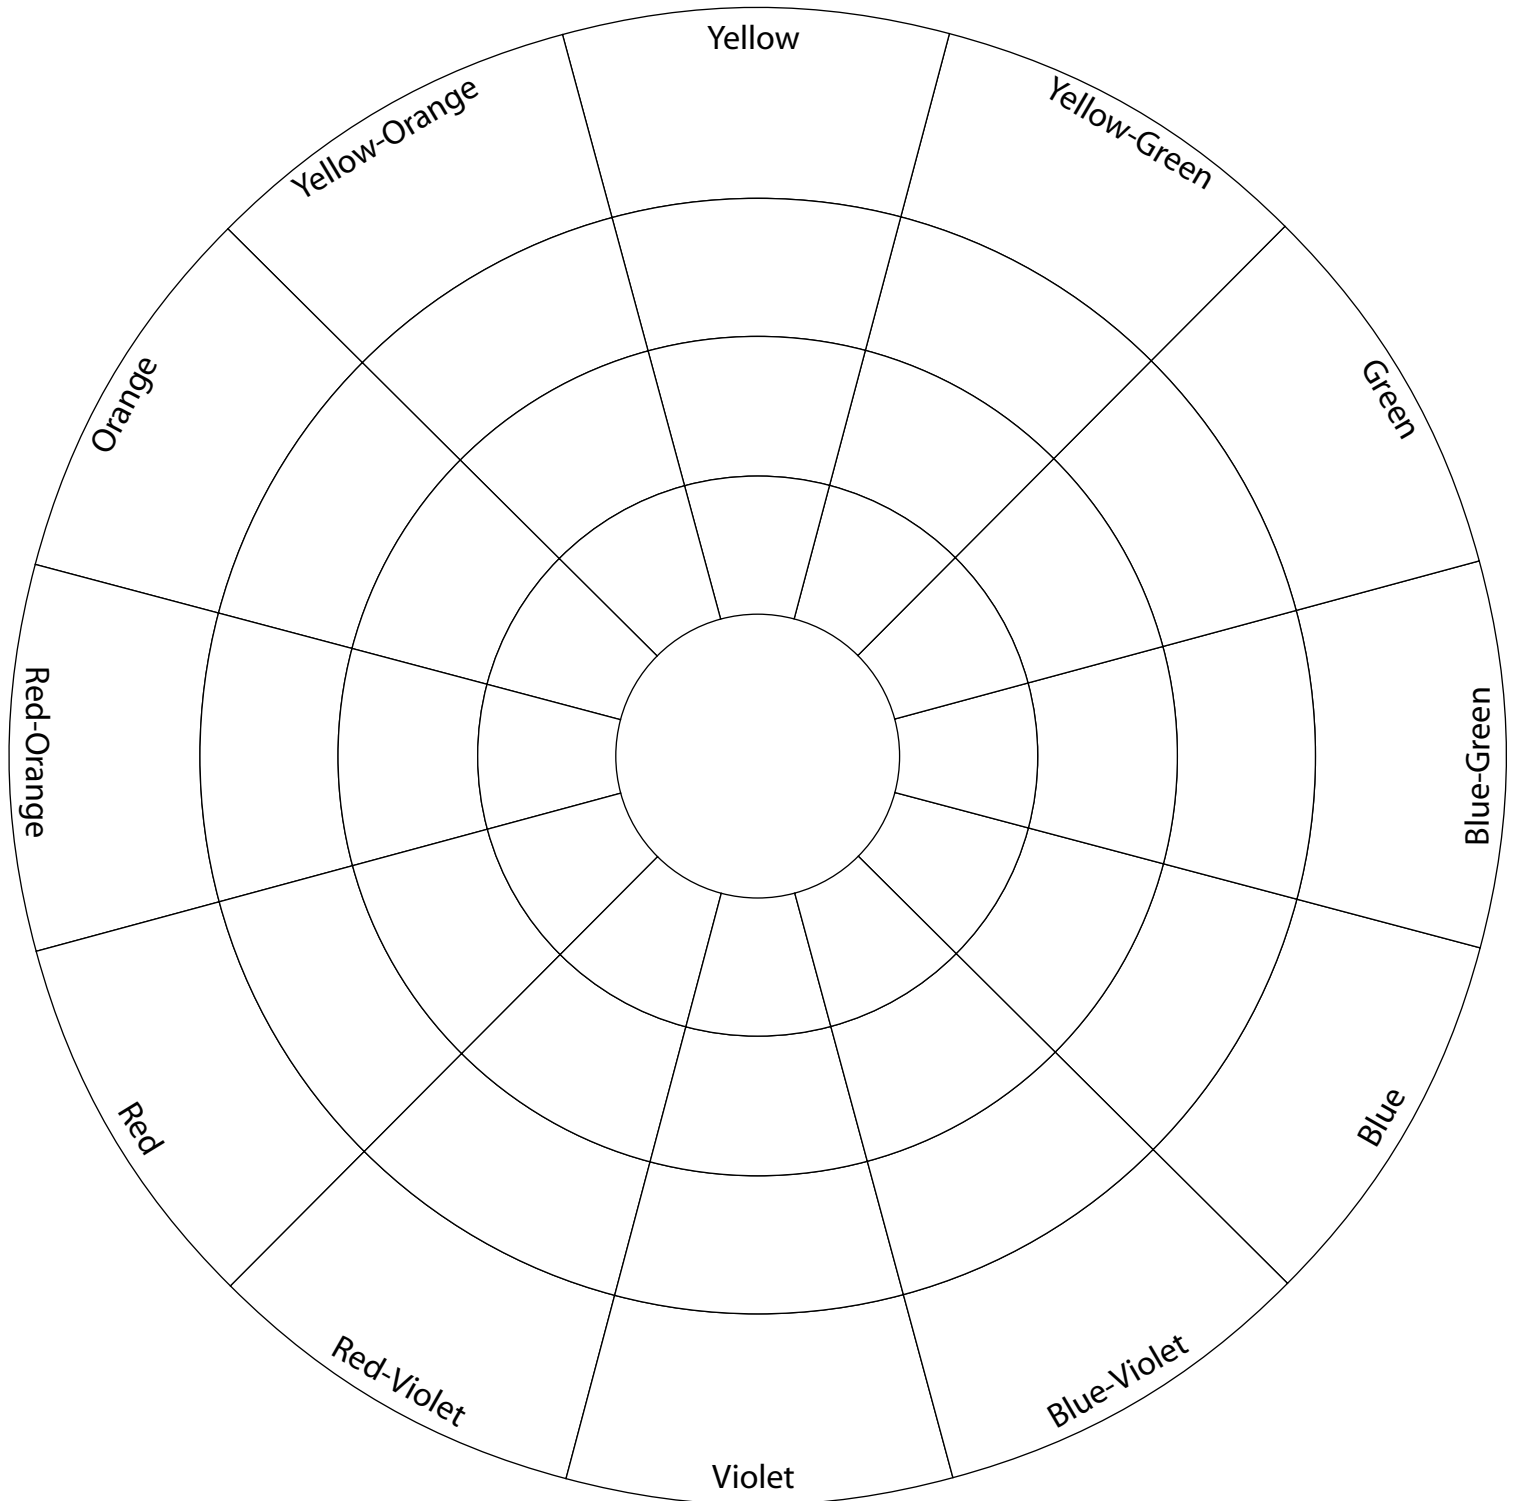 Yellow
Yellow-Green
Green
Blue-Green
Blue
Blue-Violet
Violet
Red-Violet
Red
Red-Orange
Orange
Yellow-Orange